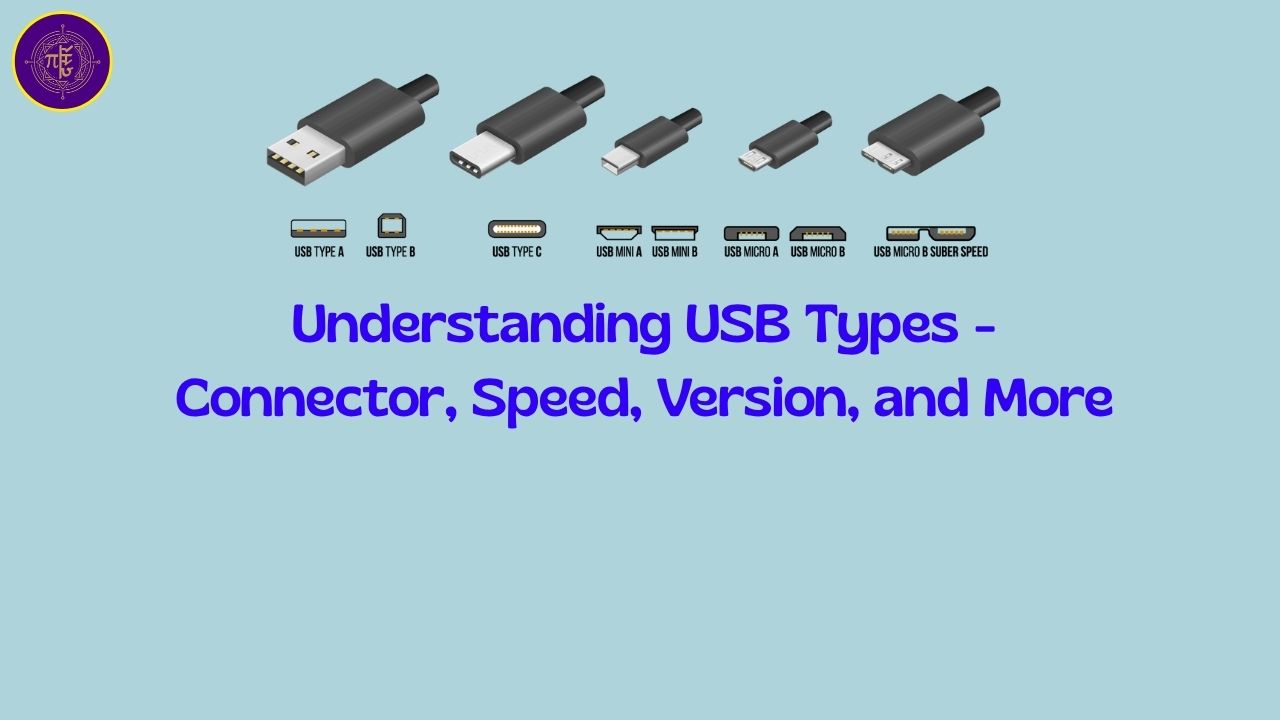 USB TYPE A
USB TYPE B
USB TYPE C
USB MINI A
USB MINI B
USB MICRO A
USB MICRO B
USB MICRO B SUBER SPEED
Understanding USB Types -
Connector, Speed, Version, and More